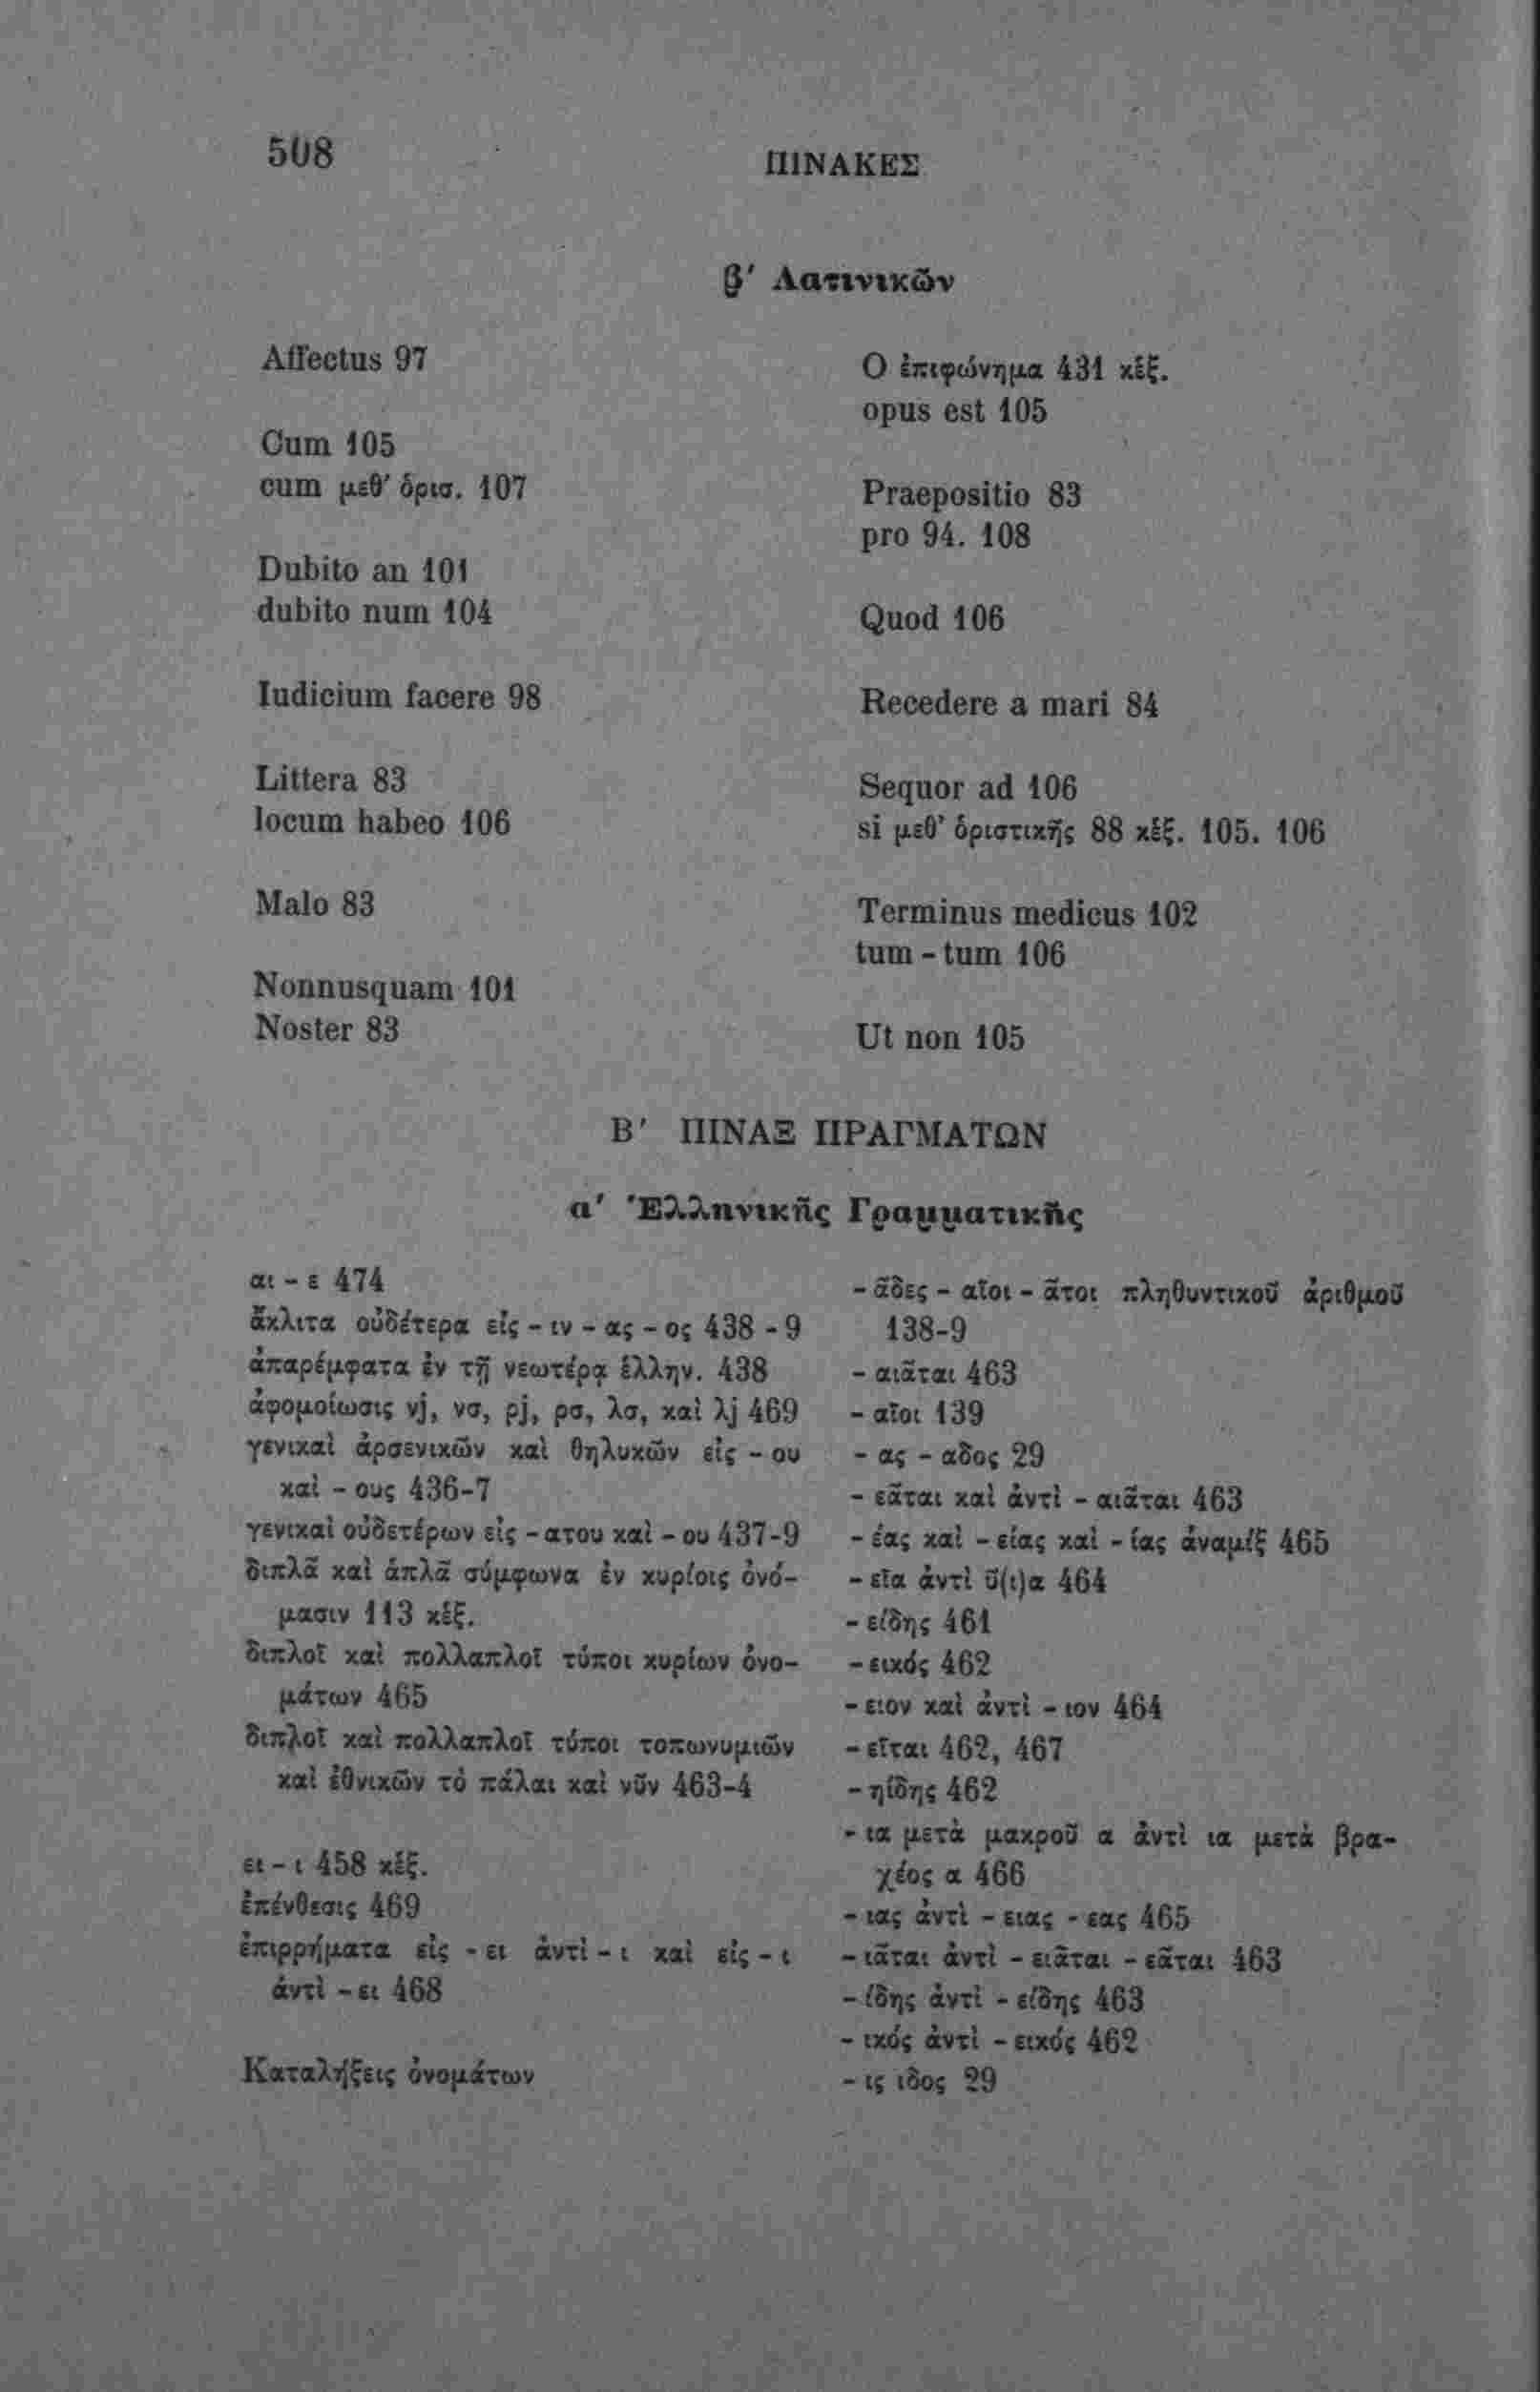 508
ΠΙΝΑΚΕΣ
β′ Λατινικῶν
Affectus 97
Cum 105
cum μεθ' ὁρισ. 107
Dubito an 101
dubito num 104
Iudicium facere 98
Littera 83
locum habeo 106
Malo 83
Nonnusquam 101
Noster 83
O ἐπιφώνημα 431 κἑξ.
opus est 105
Praepositio 83
pro 94. 108
Quod 106
Recedere a mari 84
Sequor ad 106
si μεθ' ὁριστικῆς 88 κἑξ. 105. 106
Terminus medicus 102
tum - tum 106
Ut non 105
Β′ ΠΙΝΑΞ ΠΡΑΓΜΑΤΩΝ
α′ Ἑλληνικῆς Γραμματικῆς
αι - ε 474
ἄκλιτα οὐδέτερα εἰς - ιν - ας - ος 438 - 9
ἀπαρέμφατα ἐν τῇ νεωτέρᾳ ἑλλην. 438
ἀφομοίωσις νj, νσ, ρj, ρσ, λσ, καὶ λj 469
γενικαὶ ἀρσενικῶν καὶ θηλυκῶν εἰς - ου
καὶ - ους 436-7
γενικαὶ οὐδετέρων εἰς - ατου καὶ - ου 437-9
διπλᾶ καὶ ἁπλᾶ σύμφωνα ἐν κυρίοις ὀνό-
μασιν 113 κἑξ.
διπλοῖ καὶ πολλαπλοῖ τύποι κυρίων ὀνο-
μάτων 465
διπλοῖ καὶ πολλαπλοῖ τύποι τοπωνυμιῶν
καὶ ἐθνικῶν τὸ πάλαι καὶ νῦν 463-4
ει - ι 458 κἑξ.
ἐπένθεσις 469
ἐπιρρήματα εἰς - ει ἀντὶ - ι καὶ εἰς - ι
ἀντὶ - ει 468
Καταλήξεις ὀνομάτων
- ᾶδες - αῖοι - ᾶτοι πληθυντικοῦ ἀριθμοῦ
138-9
- αιᾶται 463
- αῖοι 139
- ας - αδος 29
- εᾶται καὶ ἀντὶ - αιᾶται 463
- έας καὶ - είας καὶ - ίας ἀναμίξ 465
- εῖα ἀντὶ ῦ(ι)α 464
- είδης 461
- εικός 462
- ειον καὶ ἀντὶ - ιον 464
- εῖται 462, 467
- ηίδης 462
- ια μετὰ μακροῦ α ἀντὶ ια μετὰ βρα-
χέος α 466
- ιας ἀντὶ - ειας - εας 465
- ιᾶται ἀντὶ - ειᾶται - εᾶται 463
- ίδης ἀντὶ - είδης 463
- ικός ἀντὶ - εικός 462
- ις ιδος 29